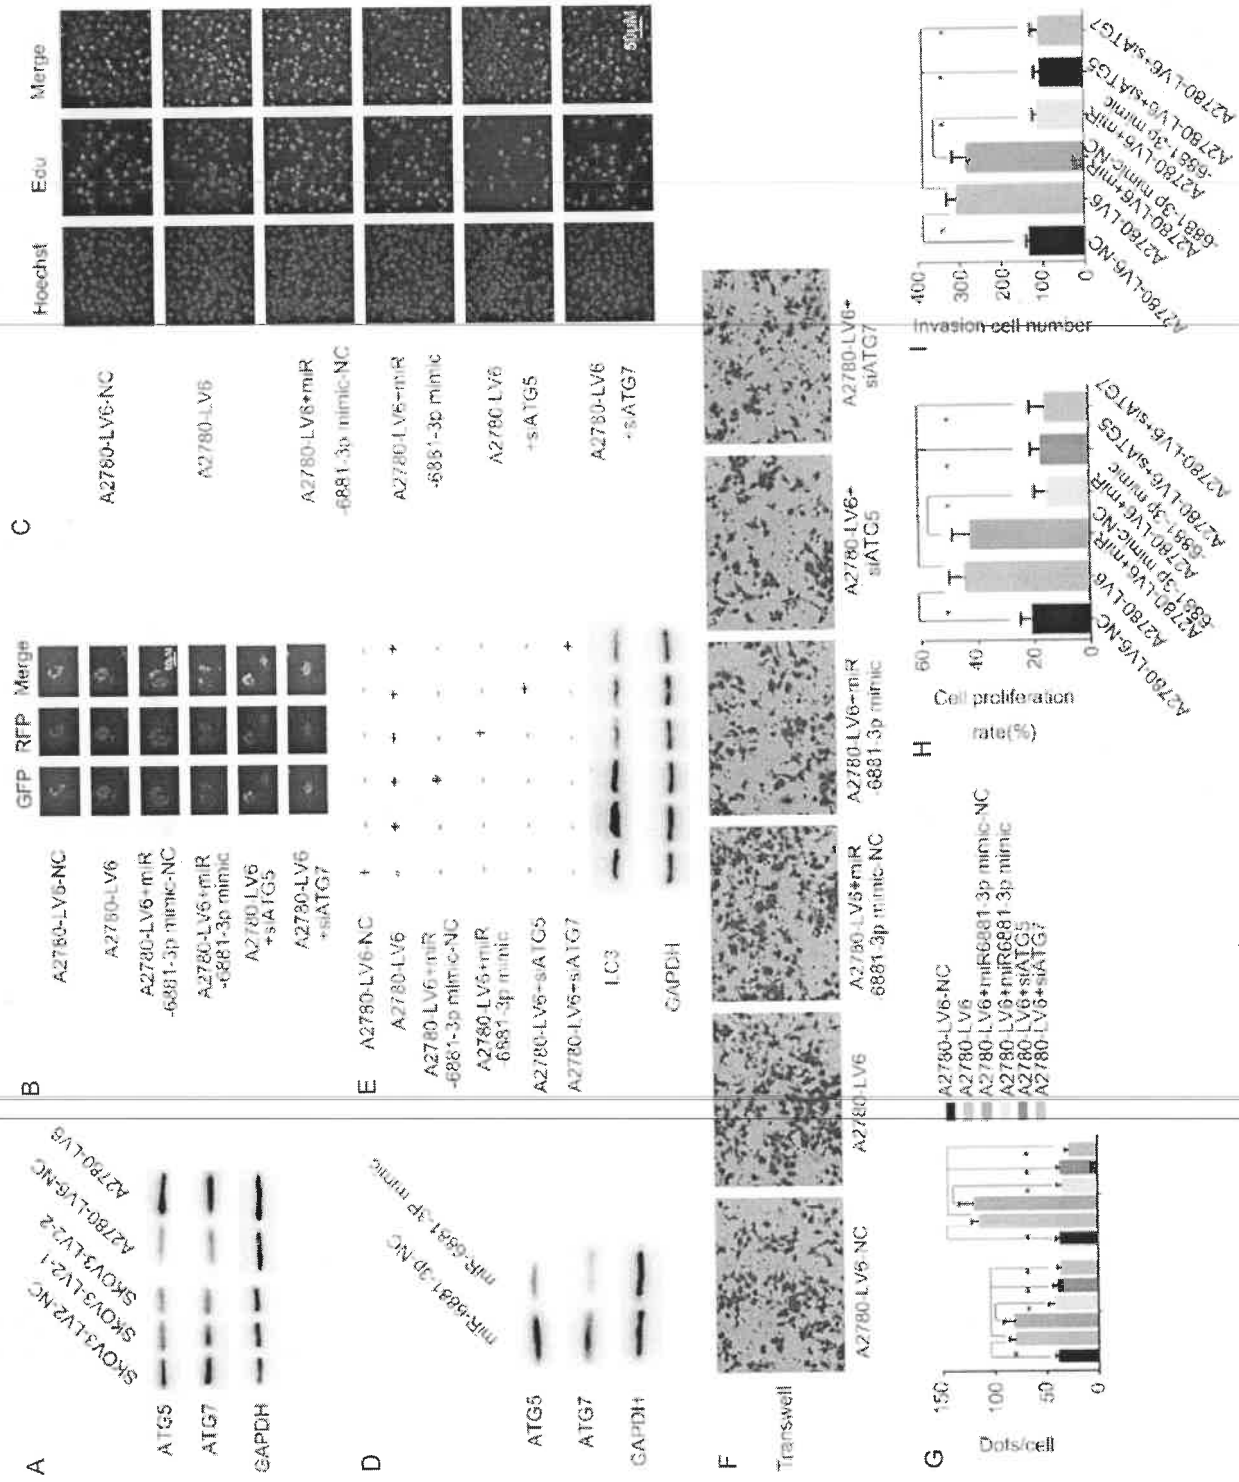 A
SKOV3-LV2-NC
SKOV3-LV2-1
SKOV3-LV2-2
A2780-LV6-NC
A2780-LV6
ATG5
ATG7
GAPDH
B
GFP RFP Merge
A2780-LV6-NC
A2780-LV6
A2780-LV6+miR
-6881-3p mimic-NC
A2780-LV6+miR
-6881-3p mimic
A2780-LV6
+siATG5
A2780-LV6
+siATG7
C
Hoechst Edu Merge
A2780-LV6-NC
A2780-LV6
A2780-LV6+miR
-6881-3p mimic-NC
A2780-LV6+miR
-6881-3p mimic
A2780-LV6
+siATG5
A2780-LV6
+siATG7
50μM
D
miR-6881-3p-NC
miR-6881-3P mimic
ATG5
ATG7
GAPDH
E
A2780-LV6-NC + - - - - -
A2780-LV6 - + + + + +
A2780-LV6+miR
-6881-3p mimic-NC - - + - - -
A2780-LV6+miR
-6881-3p mimic - - - + - -
A2780-LV6+siATG5 - - - - + -
A2780-LV6+siATG7 - - - - - +
LC3
GAPDH
F
Transwell
A2780-LV6-NC
A2780-LV6
A2780-LV6+miR
-6881-3p mimic-NC
A2780-LV6+miR
-6881-3p mimic
A2780-LV6+
siATG5
A2780-LV6+
siATG7
G
Dots/cell
150
100
50
0
A2780-LV6-NC
A2780-LV6
A2780-LV6+miR6881-3p mimic-NC
A2780-LV6+miR6881-3p mimic
A2780-LV6+siATG5
A2780-LV6+siATG7
H
Cell proliferation
rate(%)
60
40
20
0
A2780-LV6-NC
A2780-LV6
A2780-LV6+miR
-6881-3p mimic-NC
A2780-LV6+miR
-6881-3p mimic
A2780-LV6+siATG5
A2780-LV6+siATG7
I
Invasion cell number
400
300
200
100
0
A2780-LV6-NC
A2780-LV6
A2780-LV6+miR
-6881-3p mimic-NC
A2780-LV6+miR
-6881-3p mimic
A2780-LV6+siATG5
A2780-LV6+siATG7